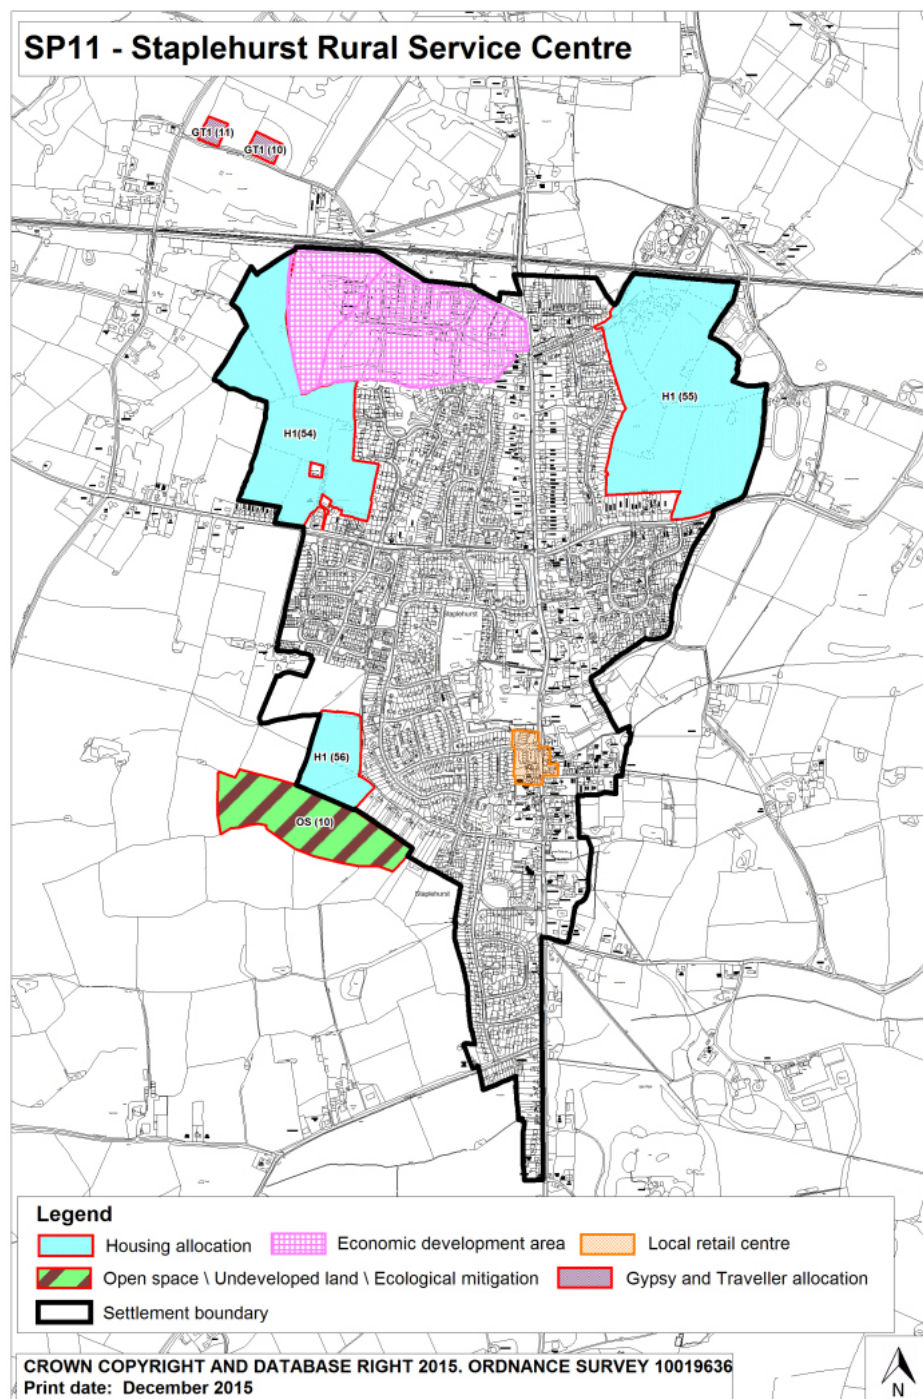 SP11 - Staplehurst Rural Service Centre
GT1 (11)
GT1 (10)
H1 (55)
H1(54)
Staplehurst
H1 (56)
OS (10)
Staplehurst
Legend
Housing allocation
Economic development area
Local retail centre
Open space \ Undeveloped land \ Ecological mitigation
Gypsy and Traveller allocation
Settlement boundary
CROWN COPYRIGHT AND DATABASE RIGHT 2015. ORDNANCE SURVEY 10019636
Print date: December 2015
N